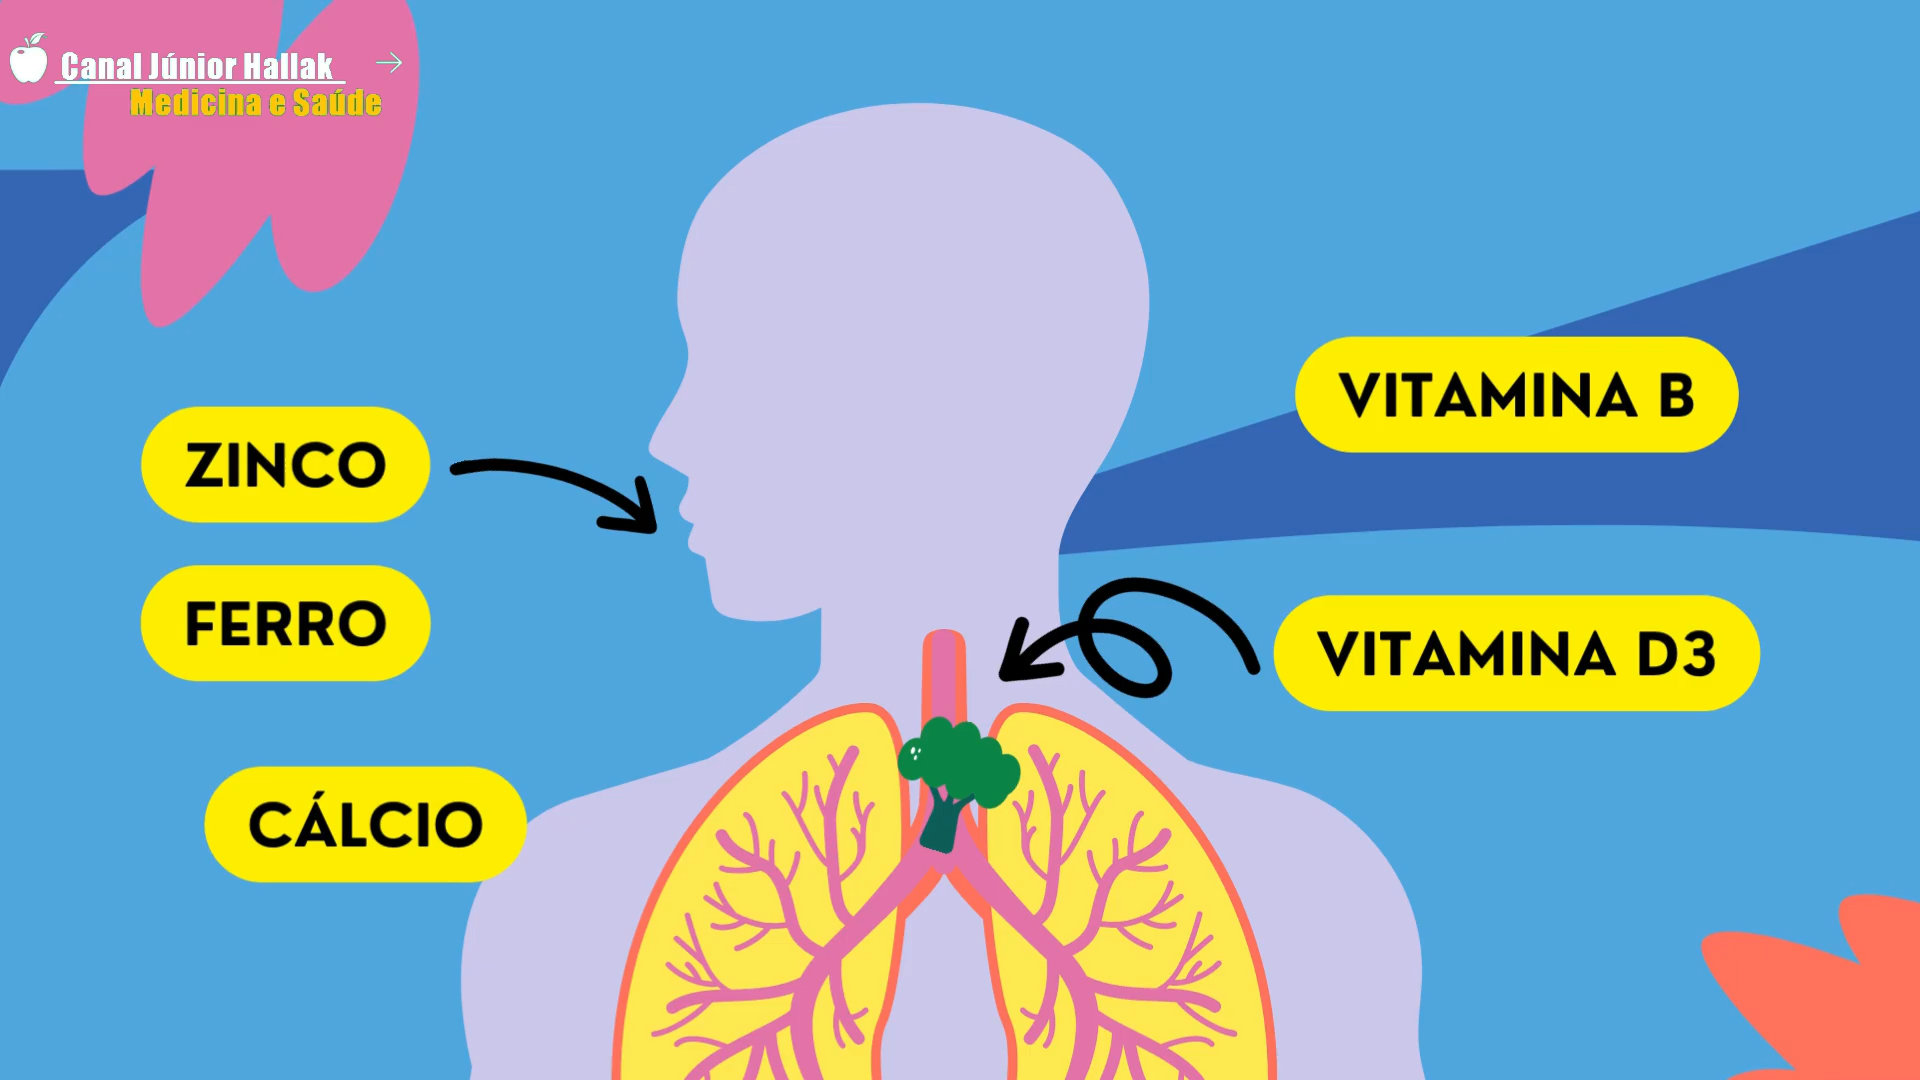 Canal Júnior Hallak
Medicina e Saúde
ZINCO
FERRO
CÁLCIO
VITAMINA B
VITAMINA D3